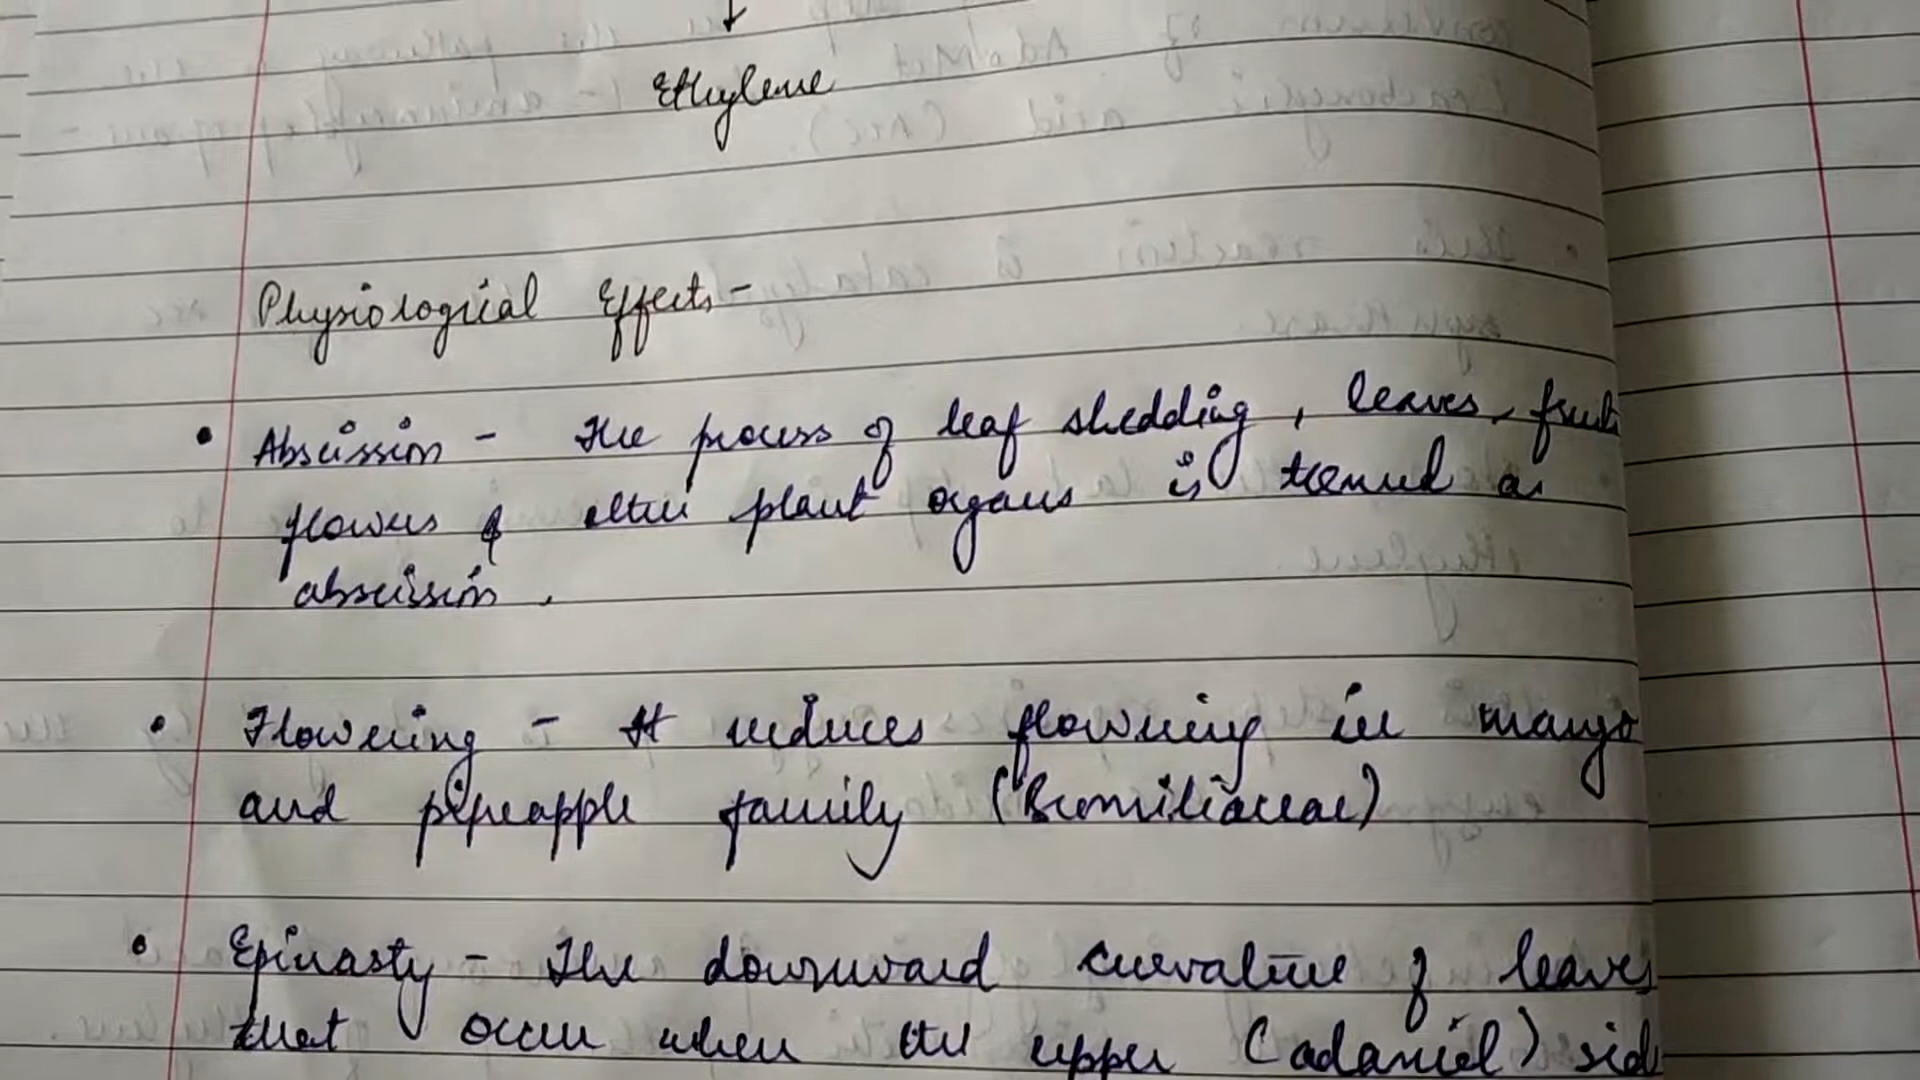 Ethylene
Physiological Effects -
• Abscission - The process of leaf shedding, leaves, fruits
flowers & other plant organs is termed as
abscission.
• Flowering - It reduces flowering in mango
and pineapple family (Bromiliaceae)
• Epinasty - The downward curvature of leaves
that occur when the upper (adaxial) side